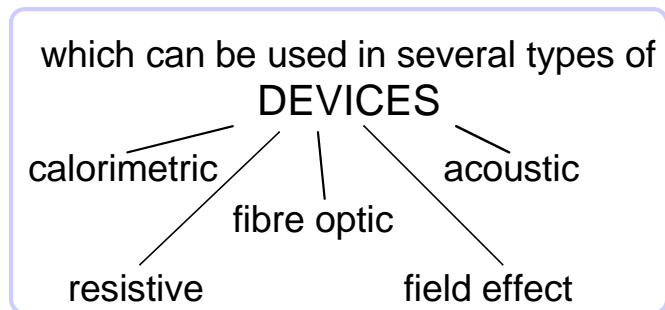 which can be used in several types of
DEVICES
calorimetric
acoustic
fibre optic
resistive
field effect